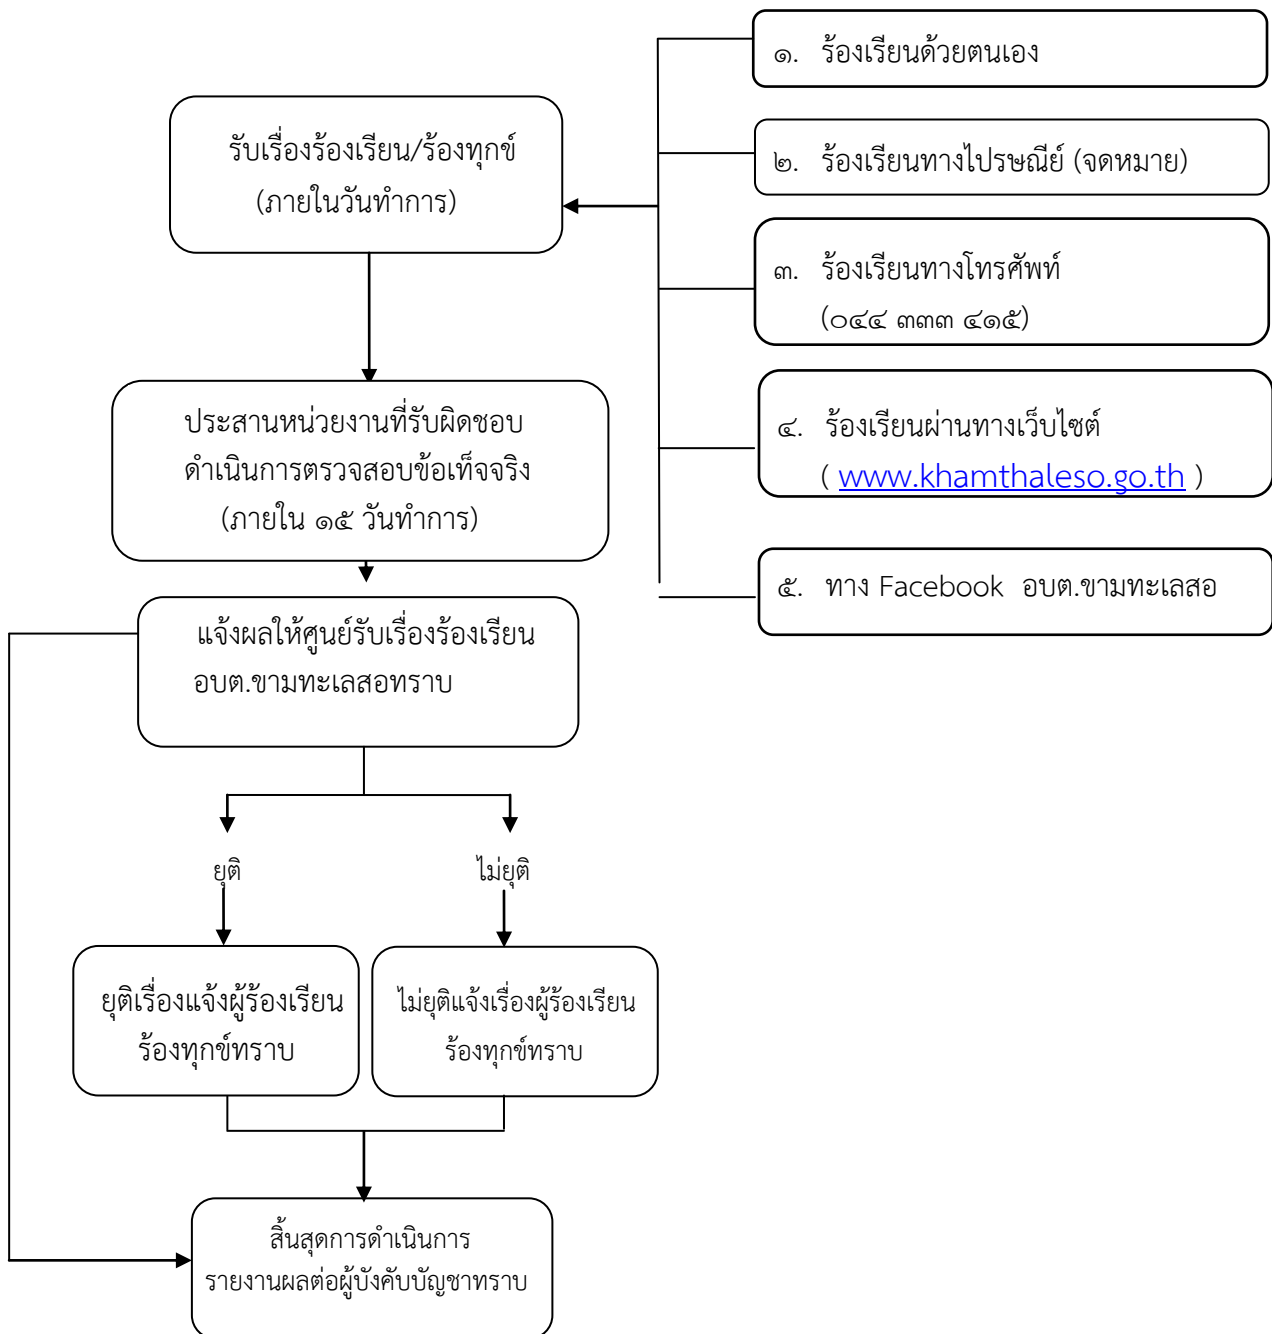 ๑. ร้องเรียนด้วยตนเอง
รับเรื่องร้องเรียน/ร้องทุกข์
(ภายในวันทำการ)
๒. ร้องเรียนทางไปรษณีย์ (จดหมาย)
๓. ร้องเรียนทางโทรศัพท์
(๐๔๔ ๓๓๓ ๔๑๕)
ประสานหน่วยงานที่รับผิดชอบ
ดำเนินการตรวจสอบข้อเท็จจริง
(ภายใน ๑๕ วันทำการ)
๔. ร้องเรียนผ่านทางเว็บไซต์
( www.khamthaleso.go.th )
๕. ทาง Facebook อบต.ขามทะเลสอ
แจ้งผลให้ศูนย์รับเรื่องร้องเรียน
อบต.ขามทะเลสอทราบ
ยุติ
ไม่ยุติ
ยุติเรื่องแจ้งผู้ร้องเรียน
ร้องทุกข์ทราบ
ไม่ยุติแจ้งเรื่องผู้ร้องเรียน
ร้องทุกข์ทราบ
สิ้นสุดการดำเนินการ
รายงานผลต่อผู้บังคับบัญชาทราบ